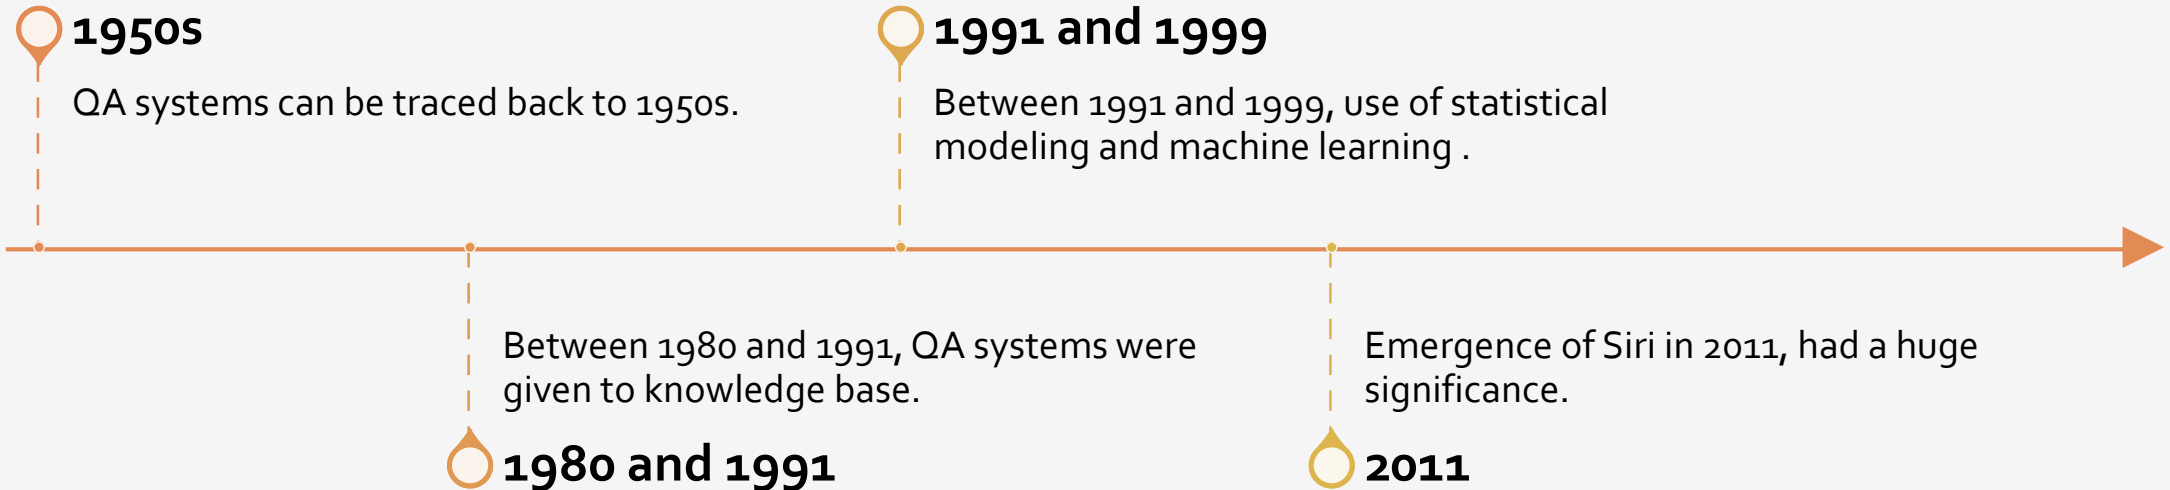 1950s
QA systems can be traced back to 1950s.
1991 and 1999
Between 1991 and 1999, use of statistical
modeling and machine learning .
Between 1980 and 1991, QA systems were
given to knowledge base.
1980 and 1991
Emergence of Siri in 2011, had a huge
significance.
2011